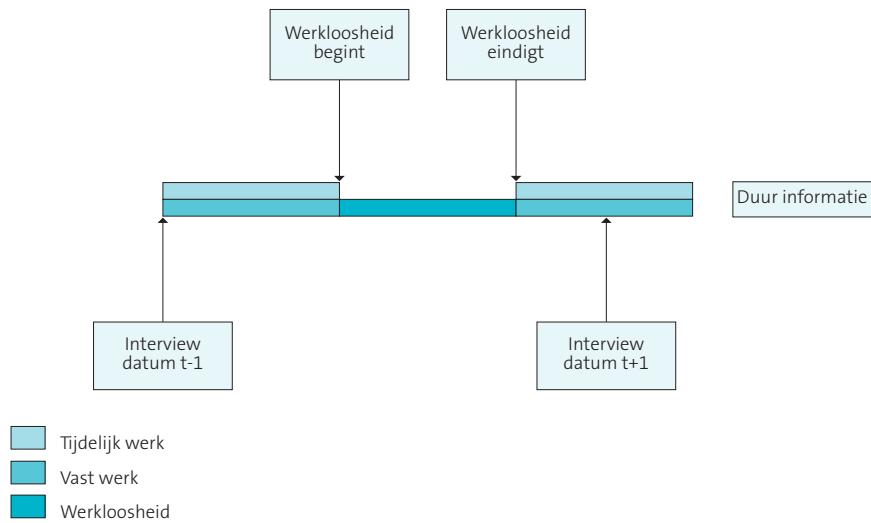 Werkloosheid
begint
Werkloosheid
eindigt
Duur informatie
Interview
datum t-1
Interview
datum t+1
Tijdelijk werk
Vast werk
Werkloosheid